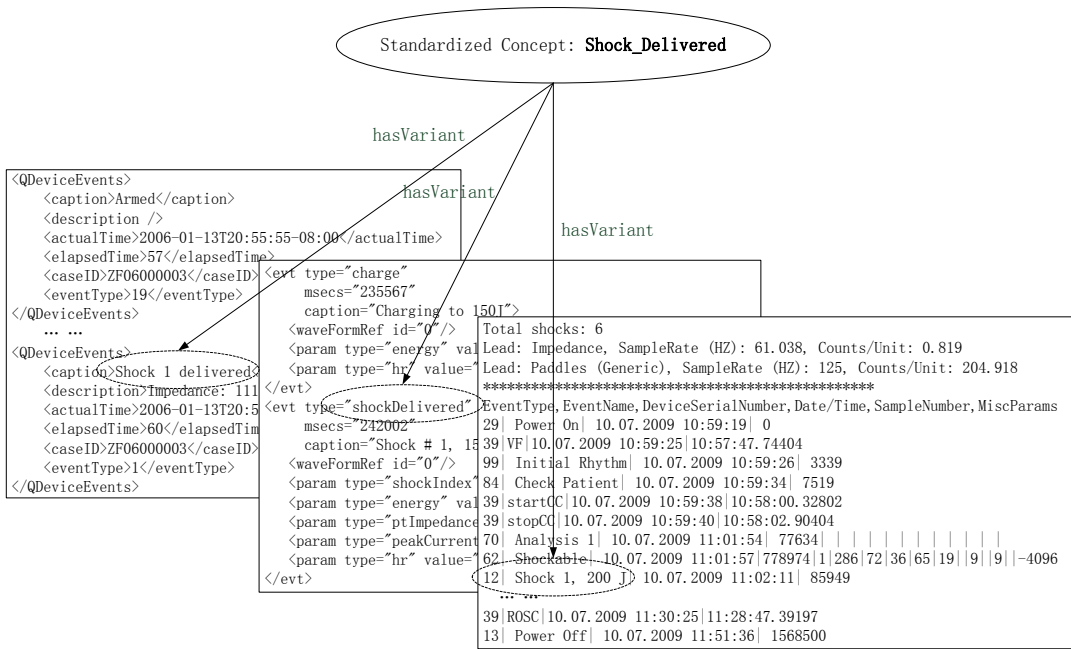 Standardized Concept: Shock_Delivered
hasVariant
hasVariant
hasVariant
<QDeviceEvents>
<caption>Armed</caption>
<description />
<actualTime>2006-01-13T20:55:55-08:00</actualTime>
<elapsedTime>57</elapsedTime>
<caseID>ZF06000003</caseID>
<eventType>19</eventType>
</QDeviceEvents>
... ...
<QDeviceEvents>
<caption>Shock 1 delivered<
<description>Impedance: 111
<actualTime>2006-01-13T20:5
<elapsedTime>60</elapsedTim
<caseID>ZF06000003</caseID>
<eventType>1</eventType>
</QDeviceEvents>
<evt type="charge"
msecs="235567"
caption="Charging to 150J">
<waveFormRef id="0"/>
<param type="energy" val
<param type="hr" value="
</evt>
<evt type="shockDelivered"
msecs="242002"
caption="Shock # 1, 15
<waveFormRef id="0"/>
<param type="shockIndex"
<param type="energy" val
<param type="ptImpedance
<param type="peakCurrent
<param type="hr" value="
</evt>
Total shocks: 6
Lead: Impedance, SampleRate (HZ): 61.038, Counts/Unit: 0.819
Lead: Paddles (Generic), SampleRate (HZ): 125, Counts/Unit: 204.918
*************************************************
EventType,EventName,DeviceSerialNumber,Date/Time,SampleNumber,MiscParams
29| Power On| 10.07.2009 10:59:19| 0
39|VF|10.07.2009 10:59:25|10:57:47.74404
99| Initial Rhythm| 10.07.2009 10:59:26| 3339
84| Check Patient| 10.07.2009 10:59:34| 7519
39|startCC|10.07.2009 10:59:38|10:58:00.32802
39|stopCC|10.07.2009 10:59:40|10:58:02.90404
70| Analysis 1| 10.07.2009 11:01:54| 77634| | | | | | | | | | |
62| Shockable| 10.07.2009 11:01:57|778974|1|286|72|36|65|19||9||9||-4096
12| Shock 1, 200 J| 10.07.2009 11:02:11| 85949
... ...
39|ROSC|10.07.2009 11:30:25|11:28:47.39197
13| Power Off| 10.07.2009 11:51:36| 1568500